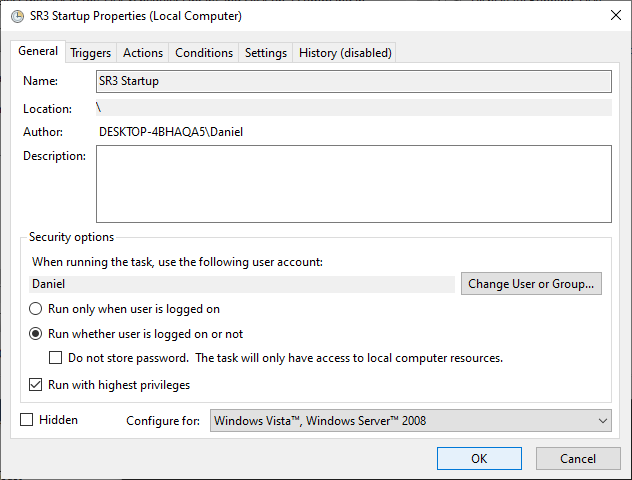 SR3 Startup Properties (Local Computer)
General Triggers Actions Conditions Settings History (disabled)
Name: SR3 Startup
Location: \
Author: DESKTOP-4BHAQA5\Daniel
Description:
Security options
When running the task, use the following user account:
Daniel Change User or Group...
Run only when user is logged on
Run whether user is logged on or not
Do not store password. The task will only have access to local computer resources.
Run with highest privileges
Hidden Configure for: Windows Vista™, Windows Server™ 2008
OK Cancel